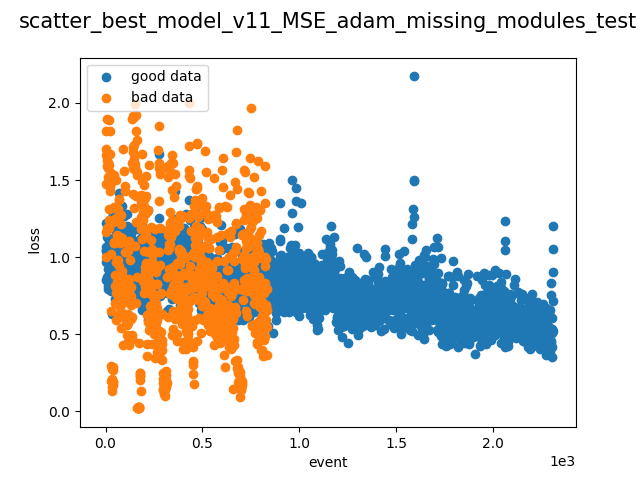 scatter_best_model_v11_MSE_adam_missing_modules_test
good data
bad data
2.0
1.5
1.0
0.5
0.0
loss
0.0
0.5
1.0
1.5
2.0
event
1e3